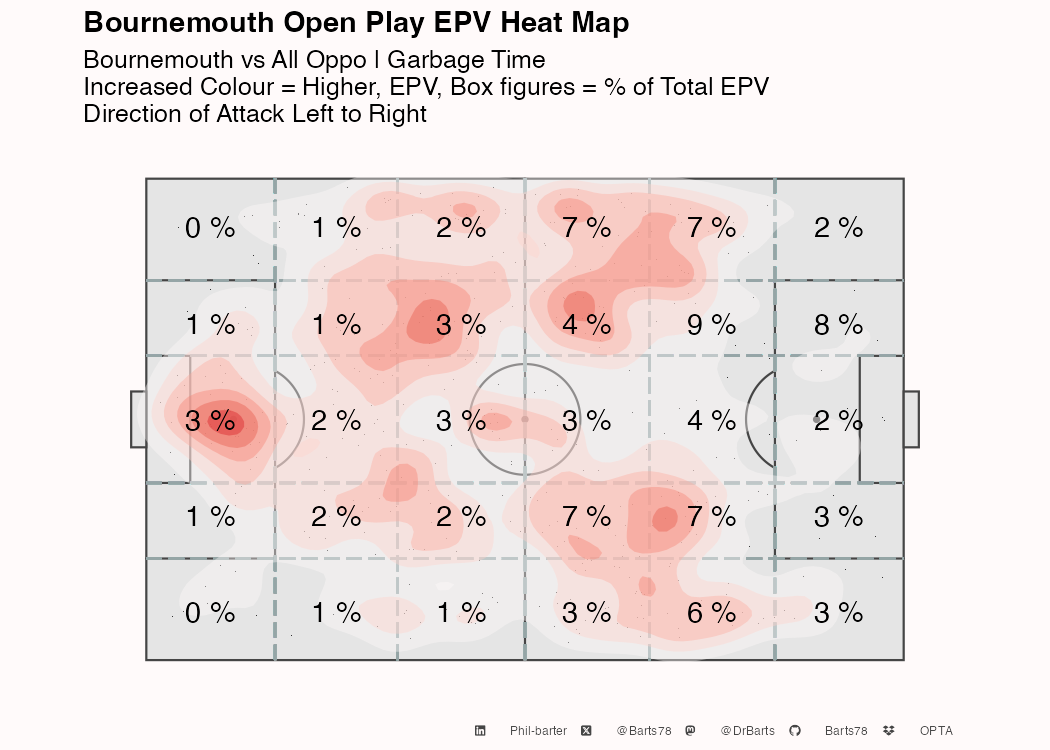 Bournemouth Open Play EPV Heat Map
Bournemouth vs All Oppo | Garbage Time
Increased Colour = Higher, EPV, Box figures = % of Total EPV
Direction of Attack Left to Right
0 % 1 % 2 % 7 % 7 % 2 %
1 % 1 % 3 % 4 % 9 % 8 %
3 % 2 % 3 % 3 % 4 % 2 %
1 % 2 % 2 % 7 % 7 % 3 %
0 % 1 % 1 % 3 % 6 % 3 %
Phil-barter @Barts78 @DrBarts Barts78 OPTA